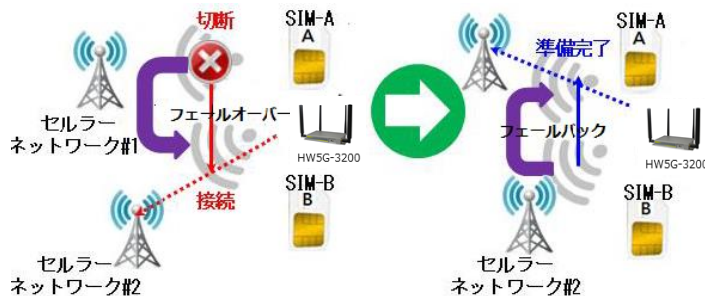 切断
SIM-A
A
セルラー
ネットワーク#1
フェールオーバー
HW5G-3200
接続
SIM-B
B
セルラー
ネットワーク#2
SIM-A
A
準備完了
フェールバック
HW5G-3200
SIM-B
B
セルラー
ネットワーク#2